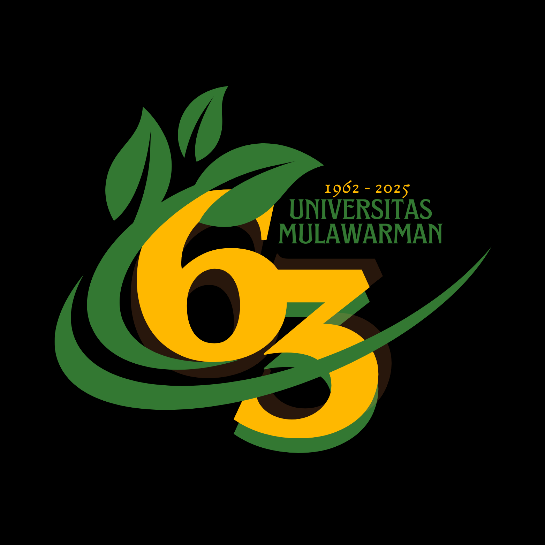 1962 - 2025
UNIVERSITAS
MULAWARMAN
63